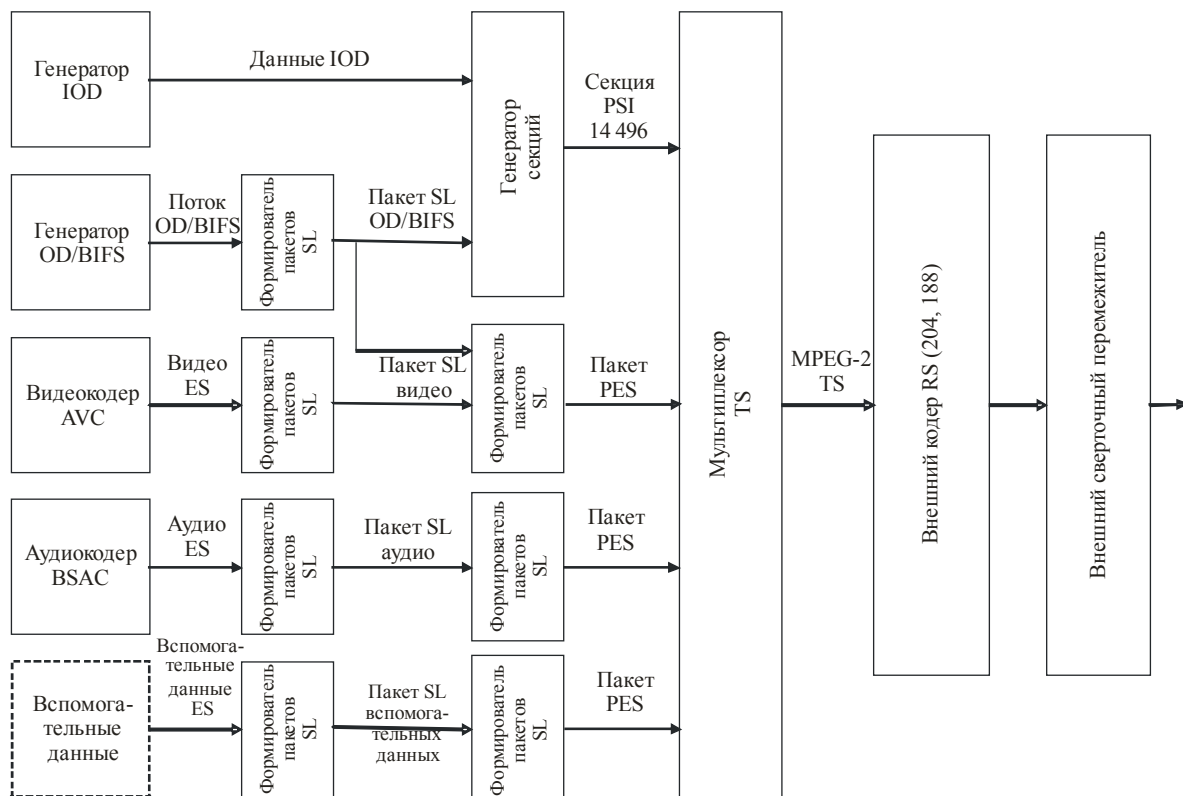 Генератор
IOD
Данные IOD
Генератор
секций
Секция
PSI
14 496
Генератор
OD/BIFS
Поток
OD/BIFS
Формирователь
пакетов
SL
Пакет SL
OD/BIFS
Видеокодер
AVC
Видео
ES
Формирователь
пакетов
SL
Пакет SL
видео
Формирователь
пакетов
SL
Пакет
PES
Аудиокодер
BSAC
Аудио
ES
Формирователь
пакетов
SL
Пакет SL
аудио
Формирователь
пакетов
SL
Пакет
PES
Вспомога-
тельные
данные
Вспомога-
тельные
данные
ES
Формирователь
пакетов
SL
Пакет SL
вспомога-
тельных
данных
Формирователь
пакетов
SL
Пакет
PES
Мультиплексор
TS
MPEG-2
TS
Внешний кодер RS (204, 188)
Внешний сверточный перемежитель